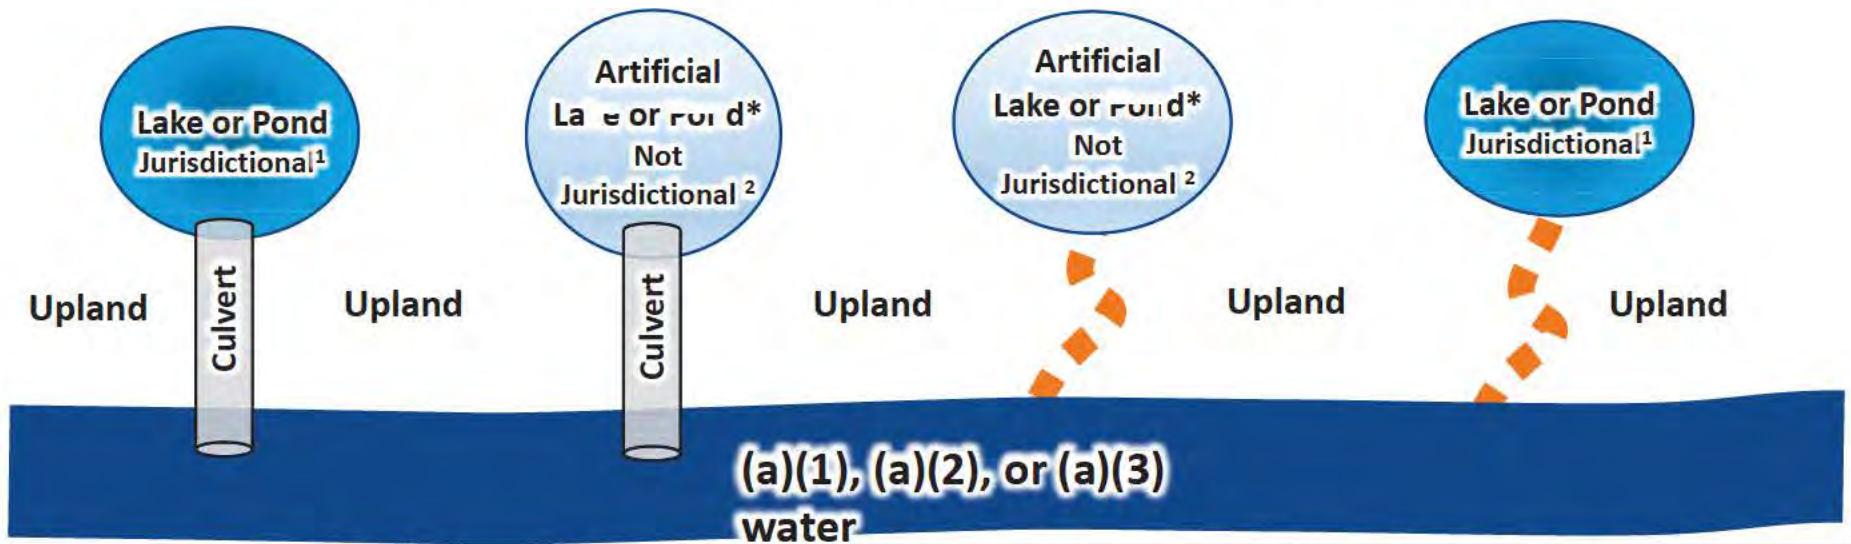 Lake or Pond
Jurisdictional¹
Artificial
or d*
Not
Jurisdictional ²
Artificial
Lake or d*
Not
Jurisdictional ²
Lake or Pond
Jurisdictional¹
Upland
Culvert
Upland
Culvert
Upland
Upland
Upland
(a)(1), (a)(2), or (a)(3)
water